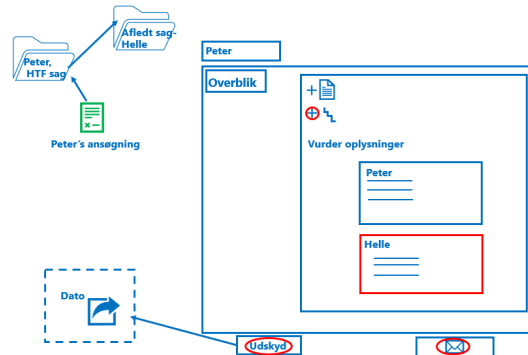 Afledt sag-
Helle
Peter,
HTF sag
Peter's ansøgning
Peter
Overblik
Vurder oplysninger
Peter
Helle
Dato
Udskyd